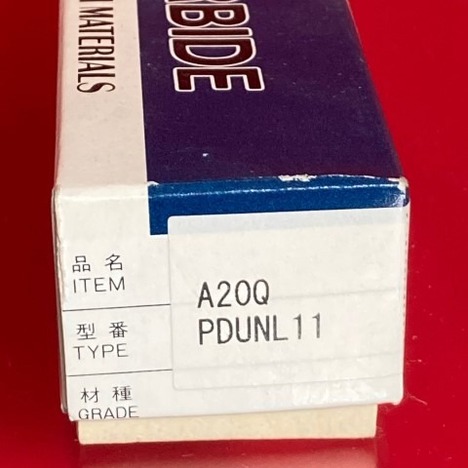 RBIDE
MATERIALS
品名
ITEM
A20Q
型番
TYPE
PDUNL11
材種
GRADE